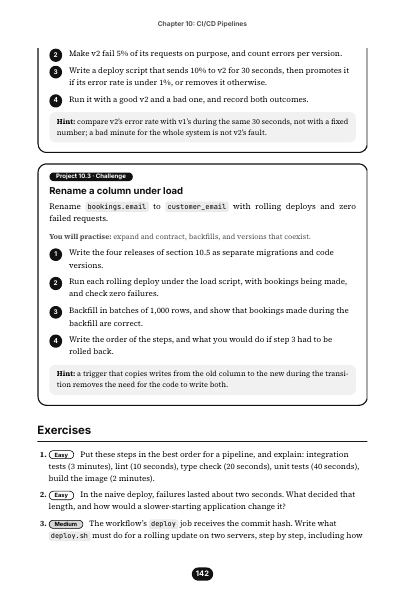 Chapter 10: CI/CD Pipelines
2 Make v2 fail 5% of its requests on purpose, and count errors per version.
3 Write a deploy script that sends 10% to v2 for 30 seconds, then promotes it
if its error rate is under 1%, or removes it otherwise.
4 Run it with a good v2 and a bad one, and record both outcomes.
Hint: compare v2's error rate with v1's during the same 30 seconds, not with a fixed
number; a bad minute for the whole system is not v2's fault.
Project 10.3 · Challenge
Rename a column under load
Rename bookings.email to customer_email with rolling deploys and zero
failed requests.
You will practise: expand and contract, backfills, and versions that coexist.
1 Write the four releases of section 10.5 as separate migrations and code
versions.
2 Run each rolling deploy under the load script, with bookings being made,
and check zero failures.
3 Backfill in batches of 1,000 rows, and show that bookings made during the
backfill are correct.
4 Write the order of the steps, and what you would do if step 3 had to be
rolled back.
Hint: a trigger that copies writes from the old column to the new during the transi-
tion removes the need for the code to write both.
Exercises
1. Easy Put these steps in the best order for a pipeline, and explain: integration
tests (3 minutes), lint (10 seconds), type check (20 seconds), unit tests (40 seconds),
build the image (2 minutes).
2. Easy In the naive deploy, failures lasted about two seconds. What decided that
length, and how would a slower-starting application change it?
3. Medium The workflow's deploy job receives the commit hash. Write what
deploy.sh must do for a rolling update on two servers, step by step, including how
142